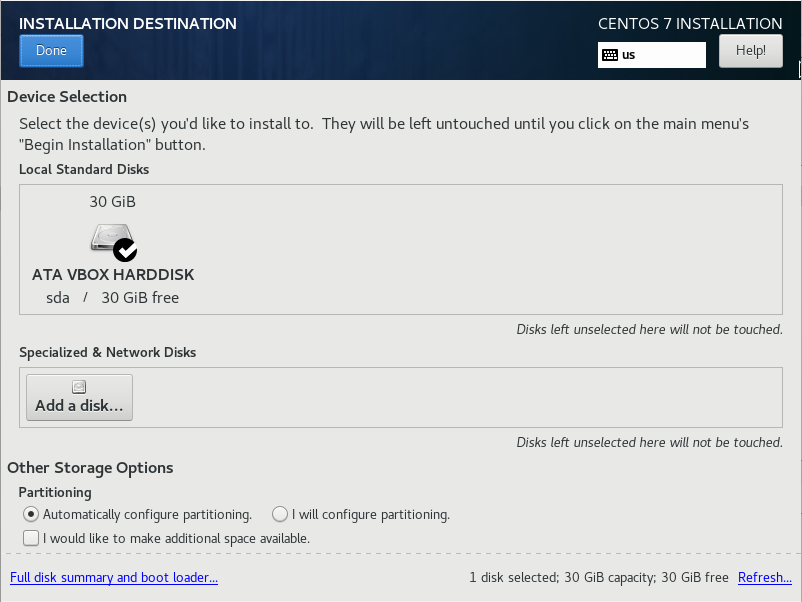 INSTALLATION DESTINATION
CENTOS 7 INSTALLATION
Done
us
Help!
Device Selection
Select the device(s) you'd like to install to.  They will be left untouched until you click on the main menu's
"Begin Installation" button.
Local Standard Disks
30 GiB
ATA VBOX HARDDISK
sda / 30 GiB free
Disks left unselected here will not be touched.
Specialized & Network Disks
Add a disk...
Disks left unselected here will not be touched.
Other Storage Options
Partitioning
Automatically configure partitioning. I will configure partitioning.
I would like to make additional space available.
Full disk summary and boot loader... 1 disk selected; 30 GiB capacity; 30 GiB free Refresh...